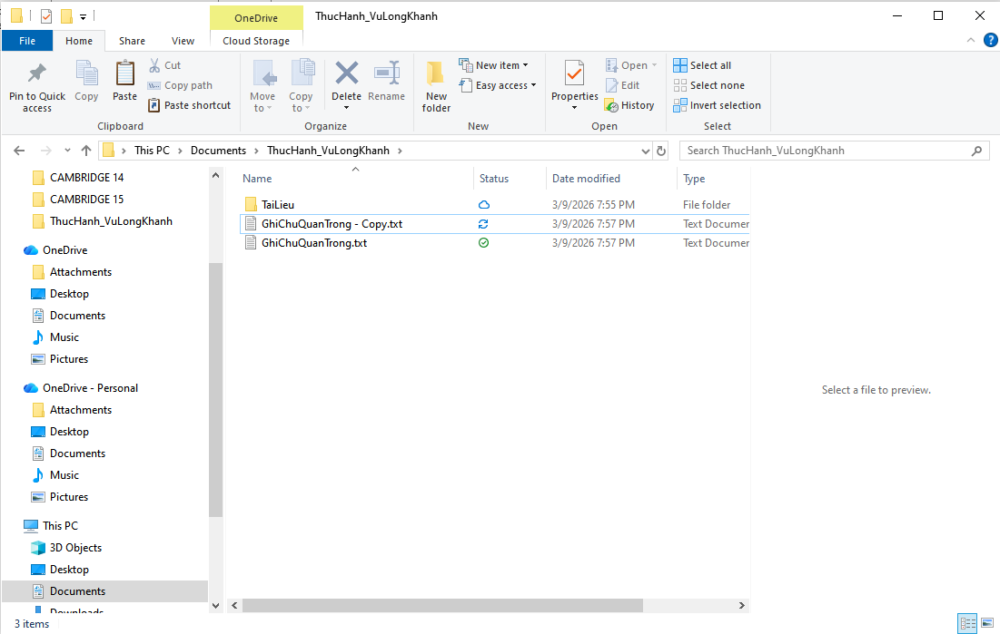 OneDrive
ThucHanh_VuLongKhanh
File
Home
Share
View
Cloud Storage
Pin to Quick access
Copy
Paste
Cut
Copy path
Paste shortcut
Clipboard
Move to
Copy to
Delete
Rename
Organize
New folder
New item
Easy access
New
Properties
Open
Edit
History
Open
Select all
Select none
Invert selection
Select
This PC > Documents > ThucHanh_VuLongKhanh >
Search ThucHanh_VuLongKhanh
CAMBRIDGE 14
CAMBRIDGE 15
ThucHanh_VuLongKhanh
OneDrive
Attachments
Desktop
Documents
Music
Pictures
OneDrive - Personal
Attachments
Desktop
Documents
Music
Pictures
This PC
3D Objects
Desktop
Documents
Downloads
Name Status Date modified Type
TaiLieu 3/9/2026 7:55 PM File folder
GhiChuQuanTrong - Copy.txt 3/9/2026 7:57 PM Text Documer
GhiChuQuanTrong.txt 3/9/2026 7:57 PM Text Documer
Select a file to preview.
3 items